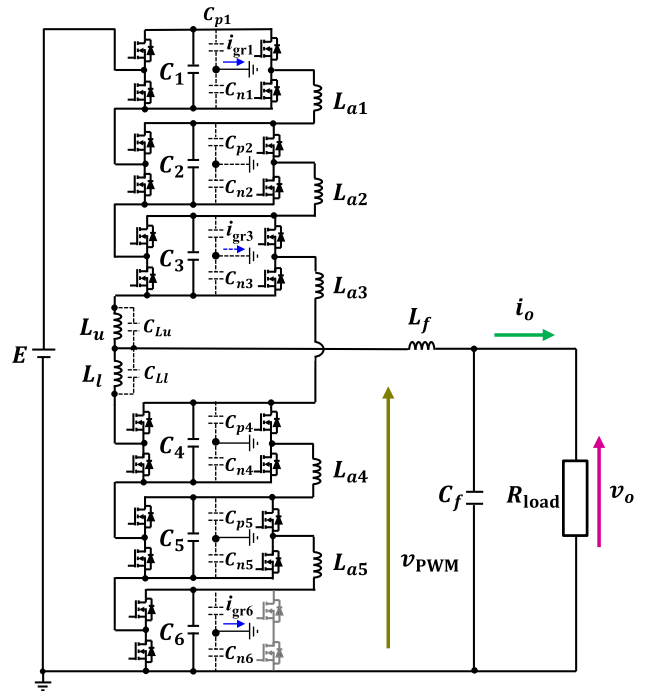 C_{p1}
i_{gr1}
C_1
C_{n1}
L_{a1}
C_{p2}
C_2
C_{n2}
L_{a2}
i_{gr3}
C_3
C_{n3}
L_{a3}
L_u
C_{Lu}
L_f
i_o
E
L_l
C_{Ll}
C_{p4}
C_4
C_{n4}
L_{a4}
C_f
R_{load}
v_o
C_{p5}
C_5
C_{n5}
L_{a5}
v_{PWM}
i_{gr6}
C_6
C_{n6}